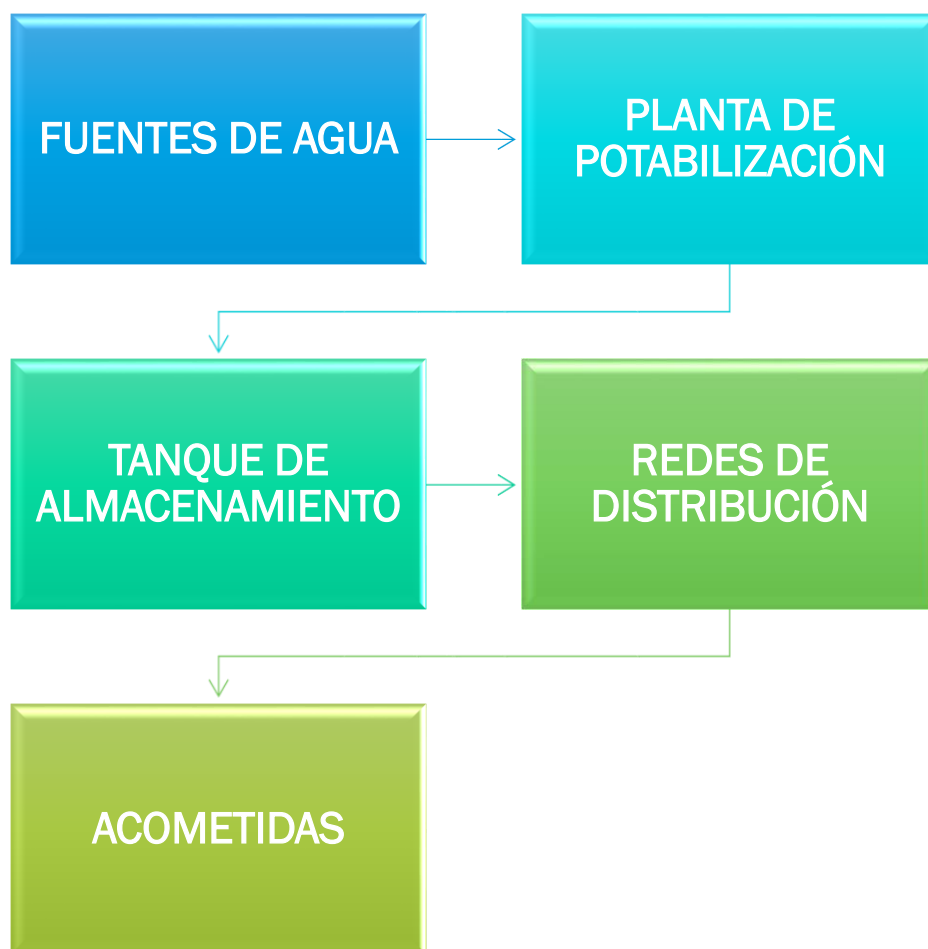 FUENTES DE AGUA
PLANTA DE
POTABILIZACIÓN
TANQUE DE
ALMACENAMIENTO
REDES DE
DISTRIBUCIÓN
ACOMETIDAS